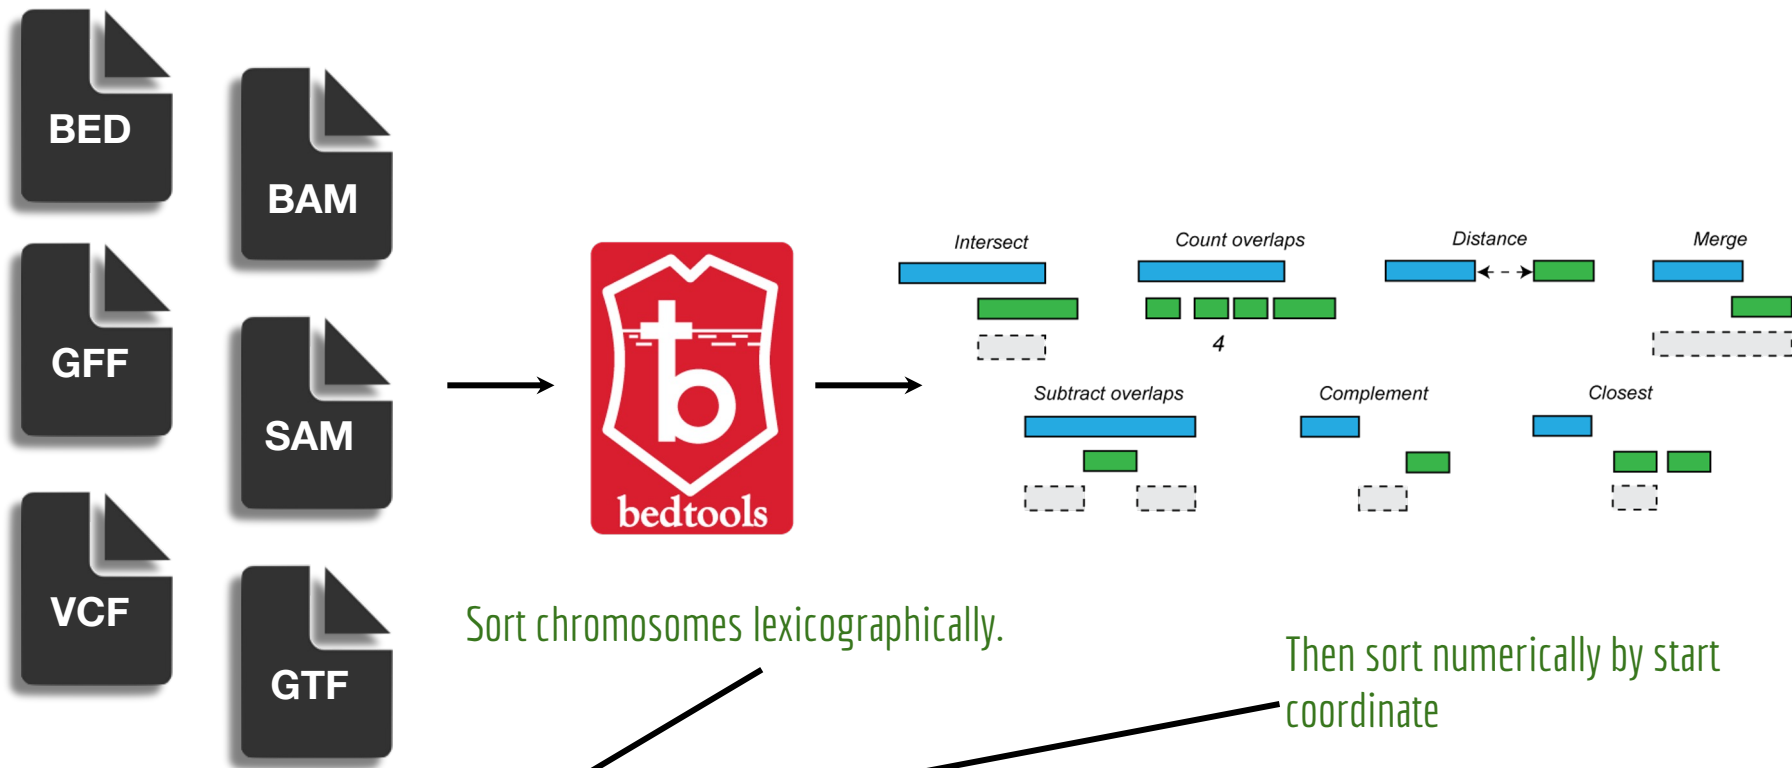 BED
BAM
GFF
SAM
VCF
GTF
b
bedtools
Intersect
Count overlaps
4
Distance
Merge
Subtract overlaps
Complement
Closest
Sort chromosomes lexicographically.
Then sort numerically by start
coordinate